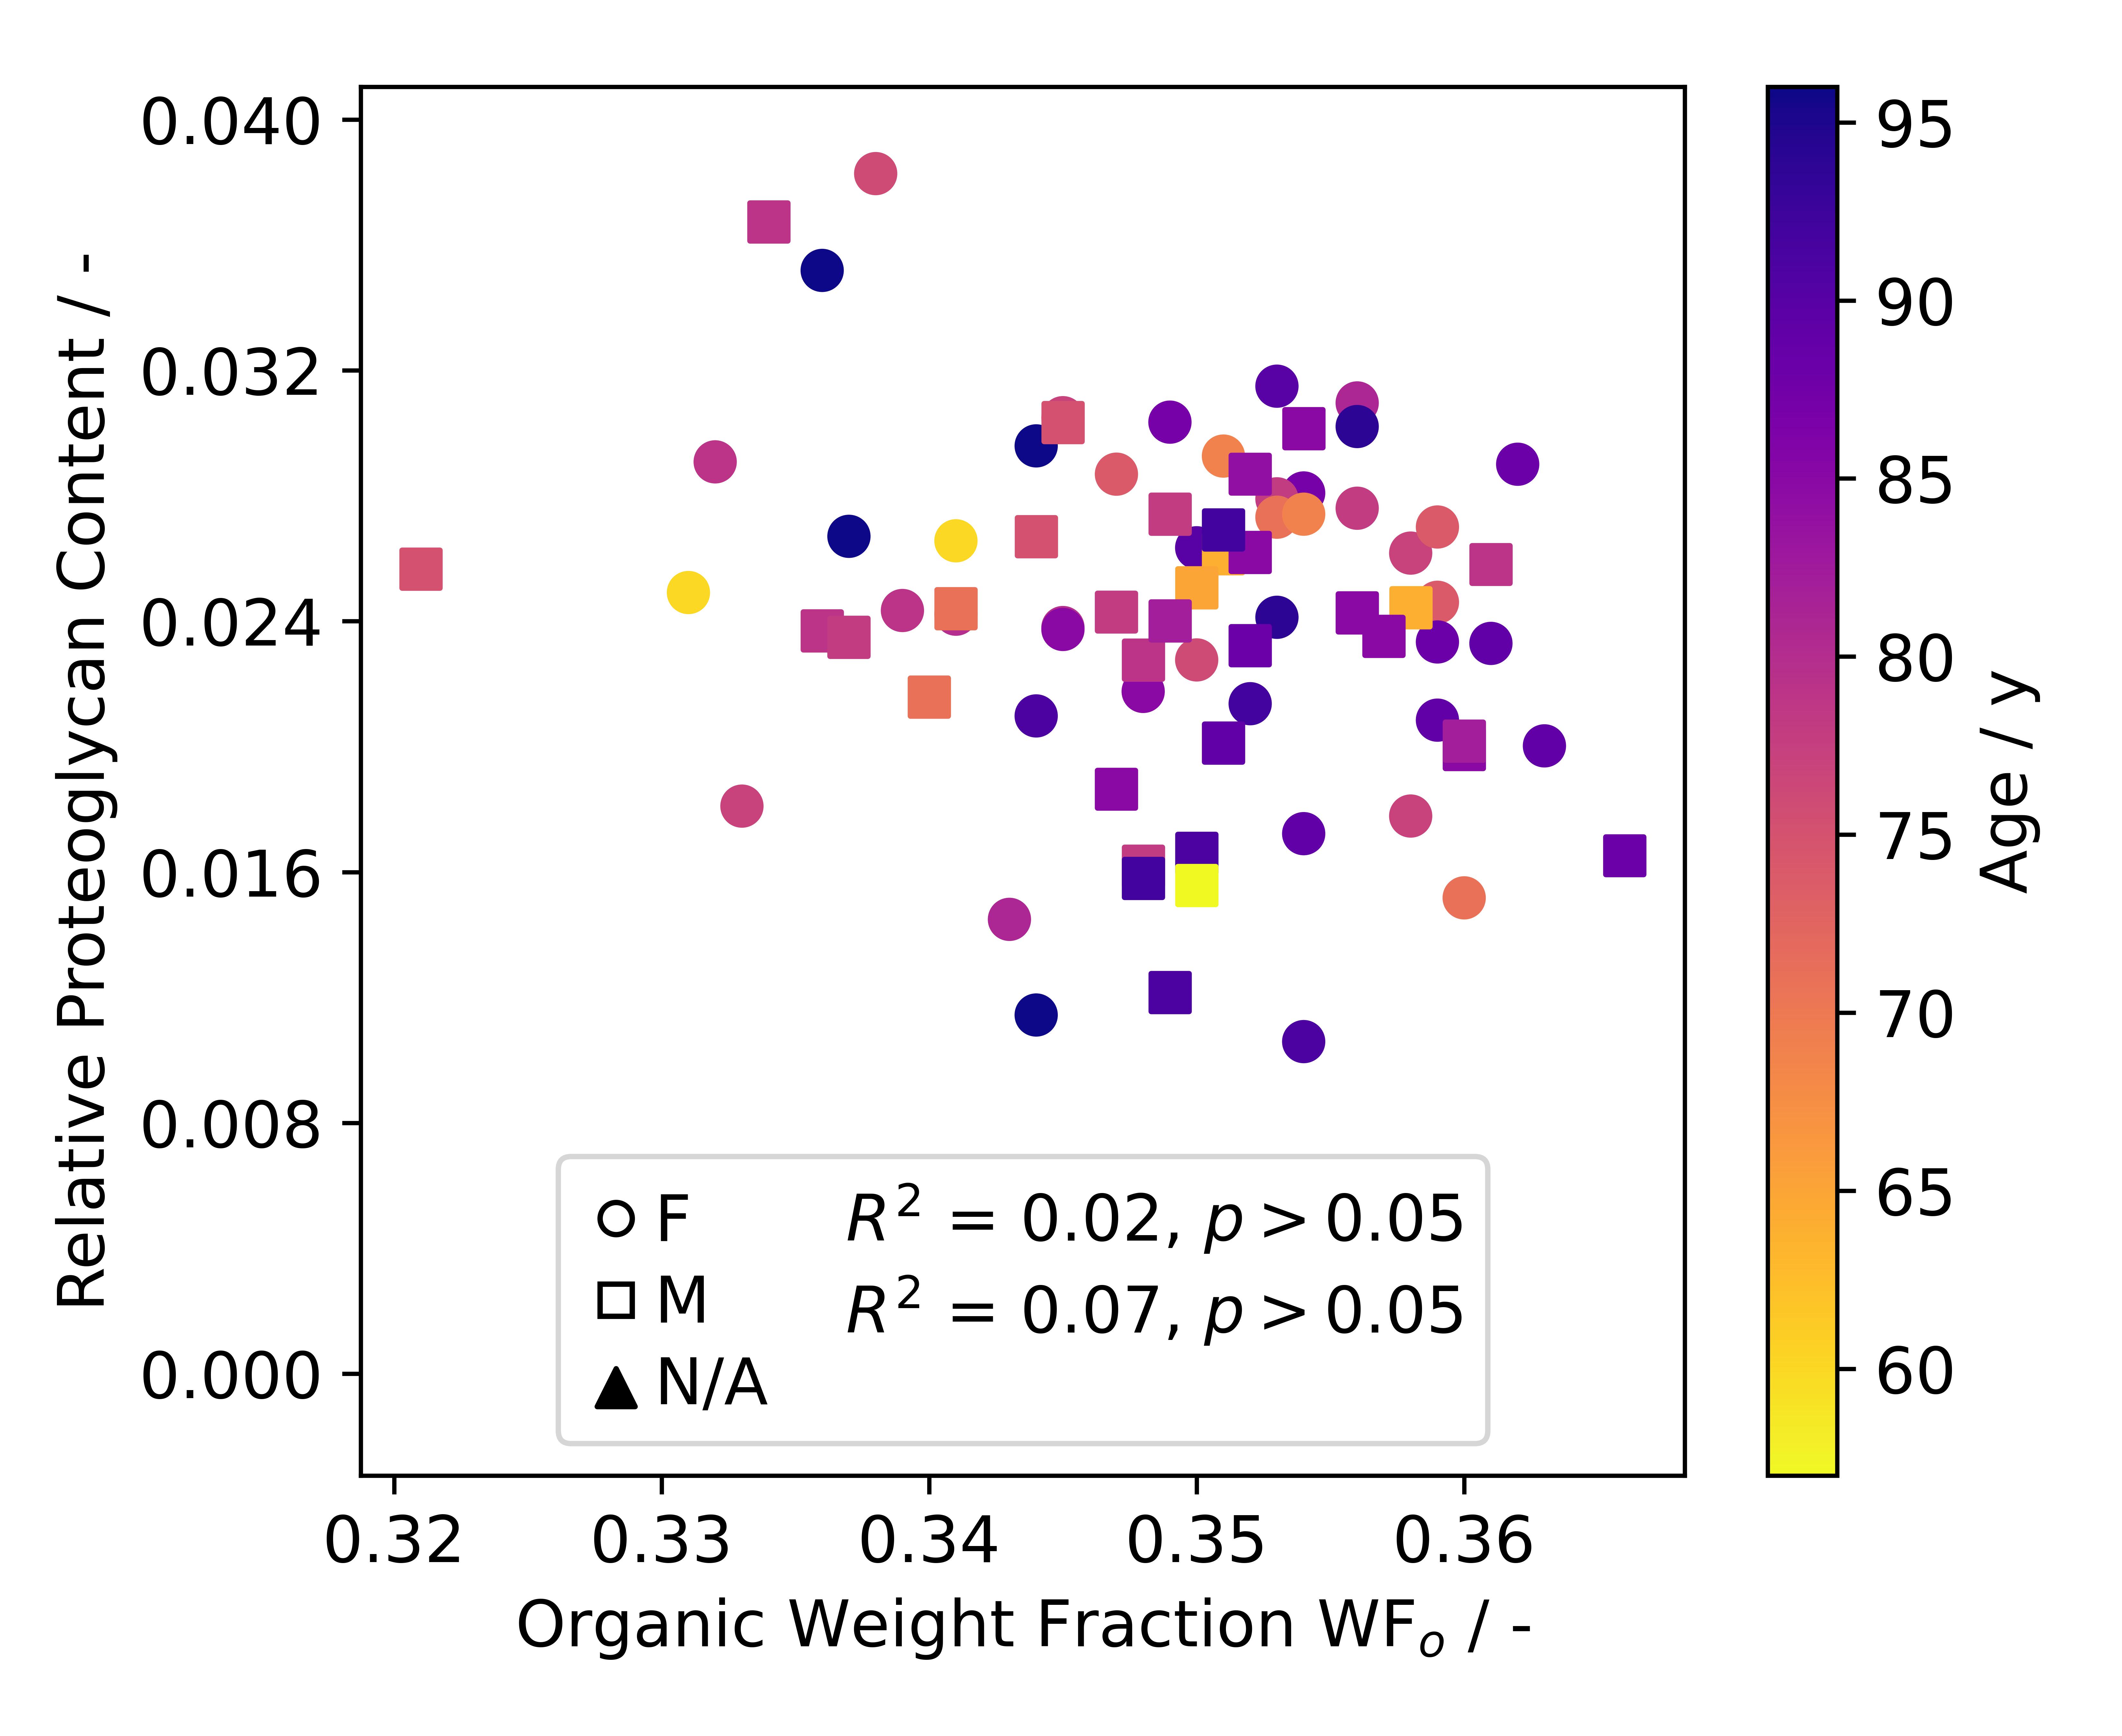 0.040
0.032
0.024
0.016
0.008
0.000
Relative Proteoglycan Content / -
0.32 0.33 0.34 0.35 0.36
Organic Weight Fraction WFₒ / -
F R² = 0.02, p > 0.05
M R² = 0.07, p > 0.05
N/A
95
90
85
80
75
70
65
60
Age / y